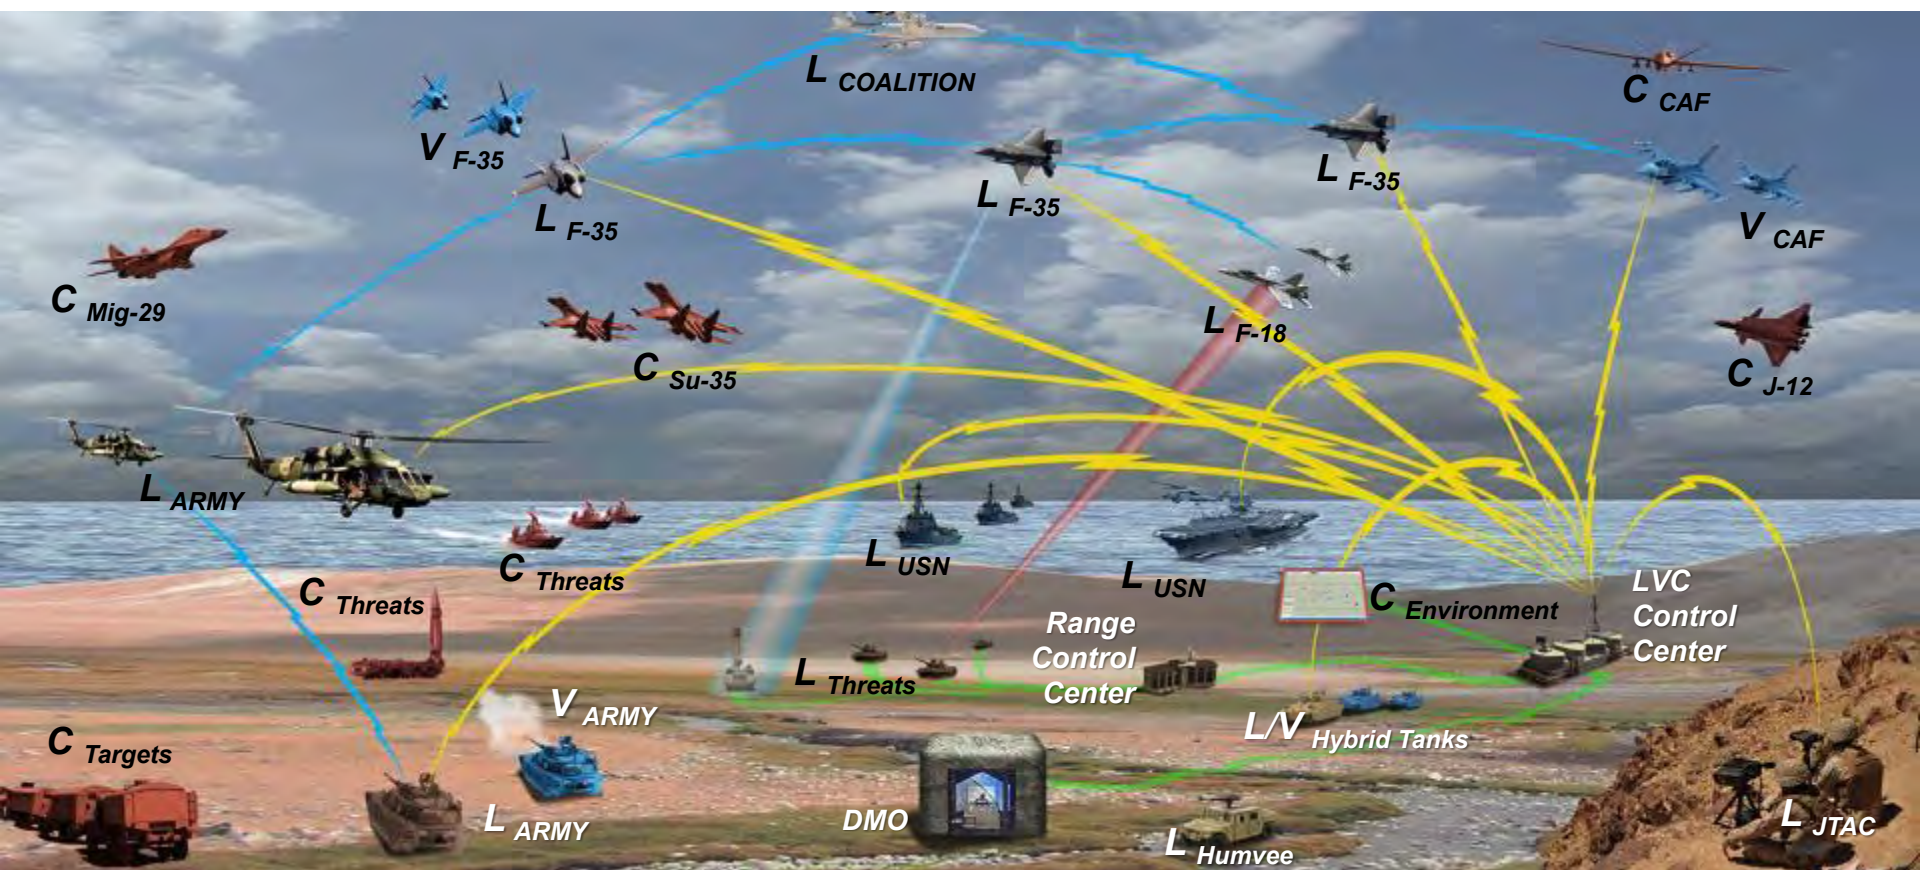 L COALITION
C CAF
V F-35
L F-35
L F-35
L F-35
V CAF
C Mig-29
L F-18
C Su-35
C J-12
L ARMY
L USN
L USN
C Threats
C Threats
C Environment
LVC
Control
Center
Range
Control
Center
L Threats
V ARMY
L/V Hybrid Tanks
C Targets
L ARMY
DMO
L Humvee
L JTAC